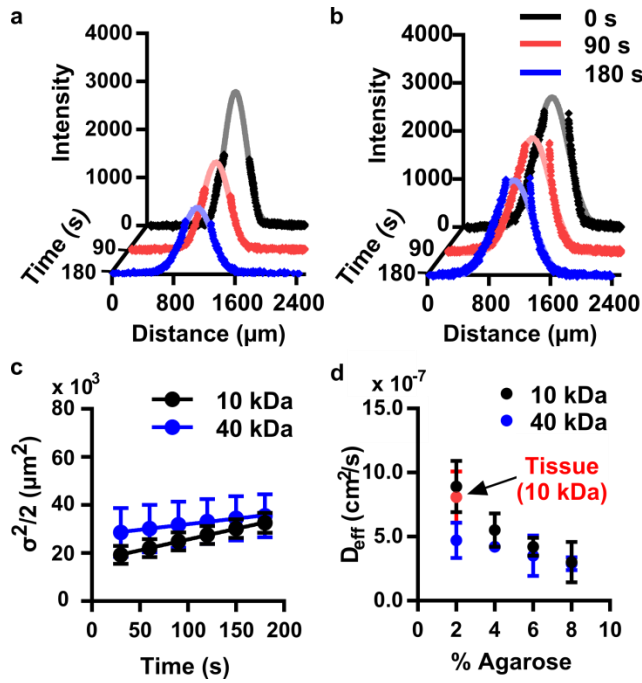 a
4000
3000
2000
1000
0
Intensity
90
180
Time (s)
0
800
1600
2400
Distance (µm)
b
0 s
90 s
180 s
4000
3000
2000
1000
0
Intensity
90
180
Time (s)
0
800
1600
2400
Distance (µm)
c
x 10³
10 kDa
40 kDa
80
60
40
20
0
σ²/2 (µm²)
0
50
100
150
200
Time (s)
d
x 10⁻⁷
10 kDa
40 kDa
15.0
10.0
5.0
0.0
Tissue
(10 kDa)
Deff (cm²/s)
0
2
4
6
8
10
% Agarose